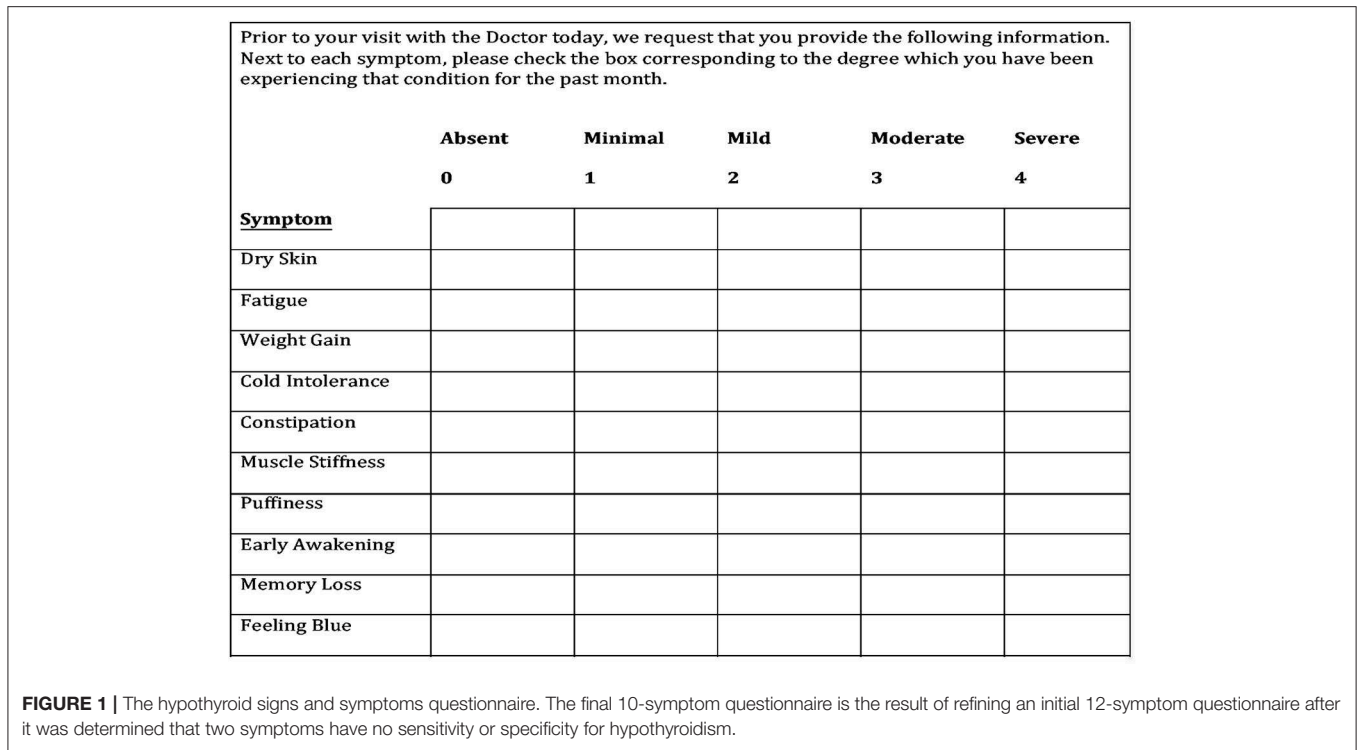 Prior to your visit with the Doctor today, we request that you provide the following information.
Next to each symptom, please check the box corresponding to the degree which you have been
experiencing that condition for the past month.
Absent Minimal Mild Moderate Severe
0 1 2 3 4
Symptom
Dry Skin
Fatigue
Weight Gain
Cold Intolerance
Constipation
Muscle Stiffness
Puffiness
Early Awakening
Memory Loss
Feeling Blue
FIGURE 1 | The hypothyroid signs and symptoms questionnaire. The final 10-symptom questionnaire is the result of refining an initial 12-symptom questionnaire after
it was determined that two symptoms have no sensitivity or specificity for hypothyroidism.